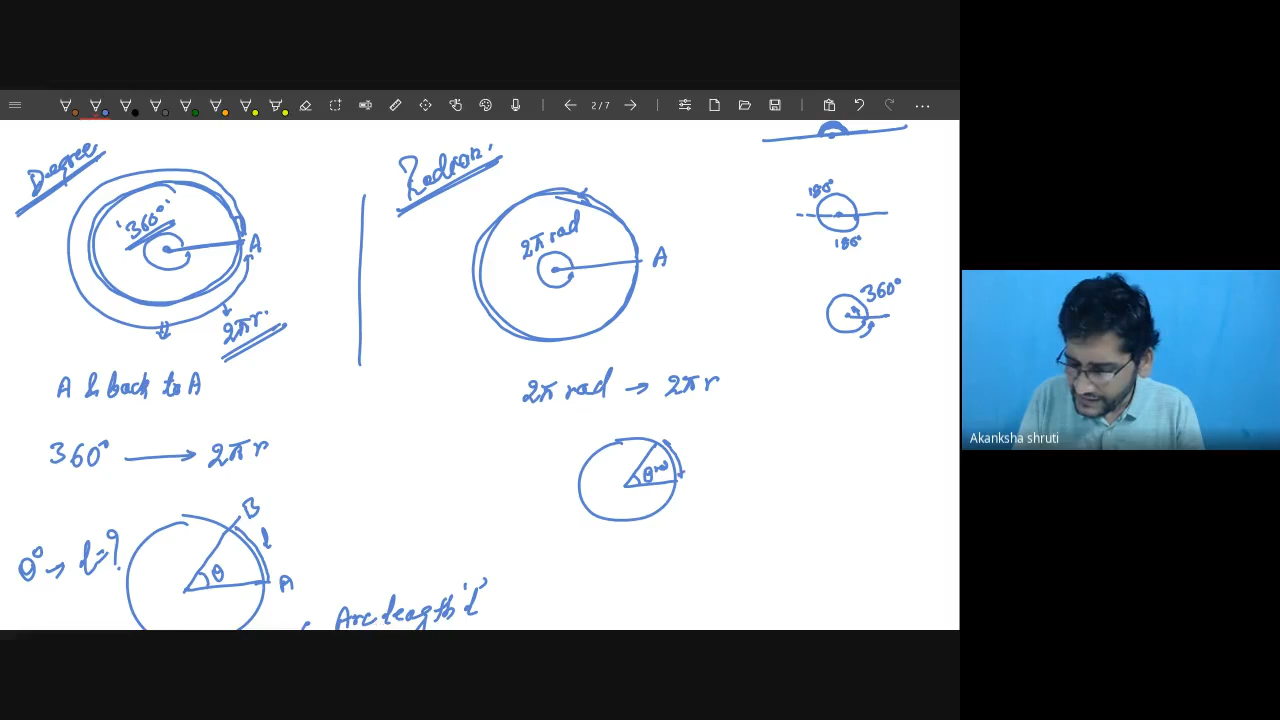 2/7
Degree
'360°'
A
2πr.
A & back to A
360° → 2πr
θ° → l = ?
θ
B
l
A
Arc length 'l'
Radian.
2π rad
A
2π rad → 2πr
θ rad
180°
180°
360°
Akanksha shruti